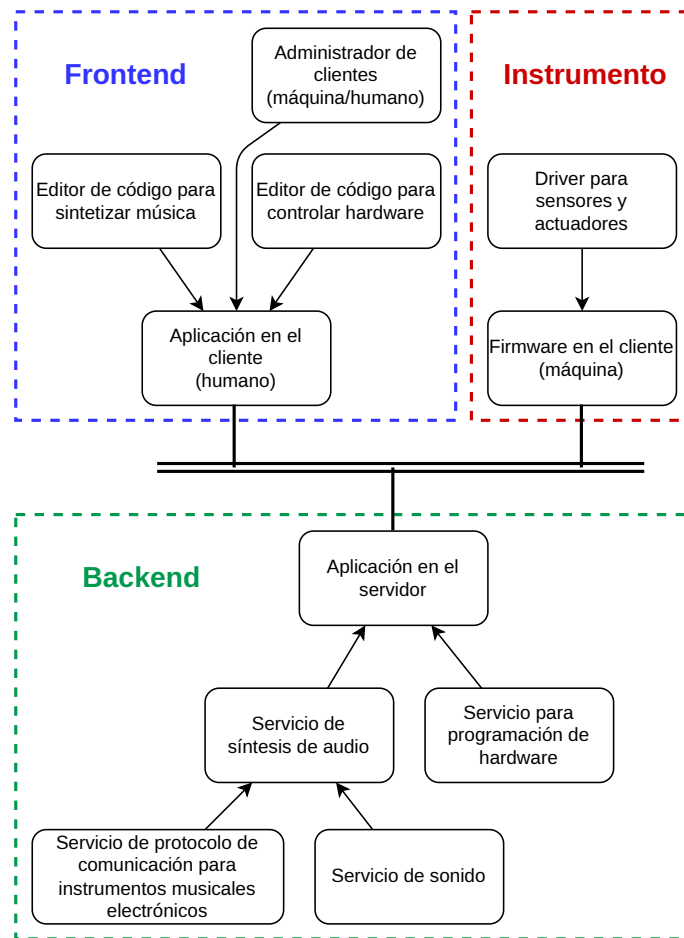 Frontend
Administrador de
clientes
(máquina/humano)
Editor de código para
sintetizar música
Editor de código para
controlar hardware
Aplicación en el
cliente
(humano)
Instrumento
Driver para
sensores y
actuadores
Firmware en el cliente
(máquina)
Backend
Aplicación en el
servidor
Servicio de
síntesis de audio
Servicio para
programación de
hardware
Servicio de protocolo de
comunicación para
instrumentos musicales
electrónicos
Servicio de sonido